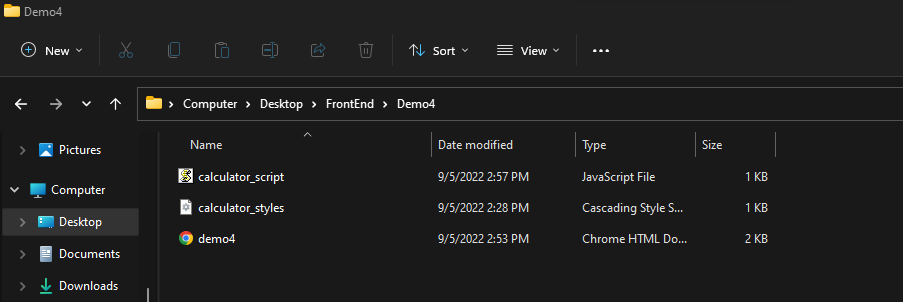 Demo4
New Sort View
Computer Desktop FrontEnd Demo4
Name Date modified Type Size
Pictures
calculator_script 9/5/2022 2:57 PM JavaScript File 1 KB
Computer
calculator_styles 9/5/2022 2:28 PM Cascading Style S... 1 KB
Desktop
demo4 9/5/2022 2:53 PM Chrome HTML Do... 2 KB
Documents
Downloads